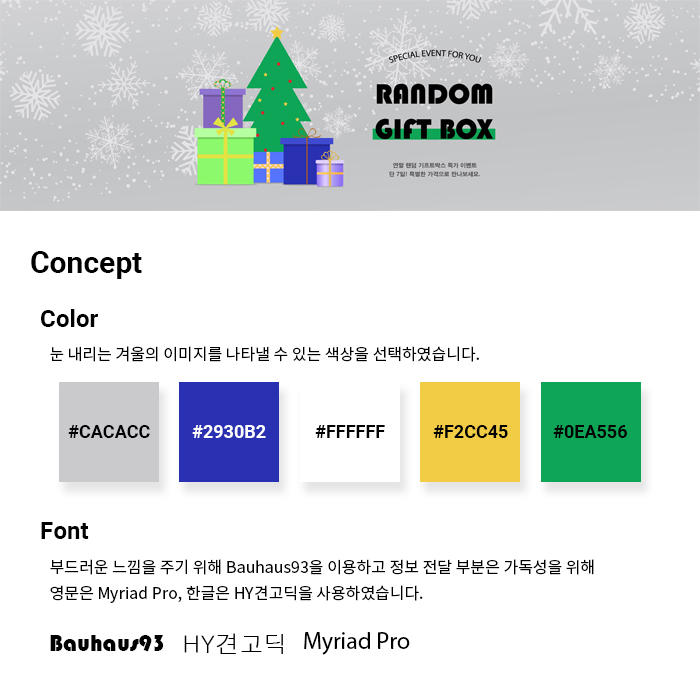 SPECIAL EVENT FOR YOU
RANDOM
GIFT BOX
연말 랜덤 기프트박스 특가 이벤트
단 7일! 특별한 가격으로 만나보세요.
Concept
Color
눈 내리는 겨울의 이미지를 나타낼 수 있는 색상을 선택하였습니다.
#CACACC #2930B2 #FFFFFF #F2CC45 #0EA556
Font
부드러운 느낌을 주기 위해 Bauhaus93을 이용하고 정보 전달 부분은 가독성을 위해
영문은 Myriad Pro, 한글은 HY견고딕을 사용하였습니다.
Bauhaus93 HY견고딕 Myriad Pro